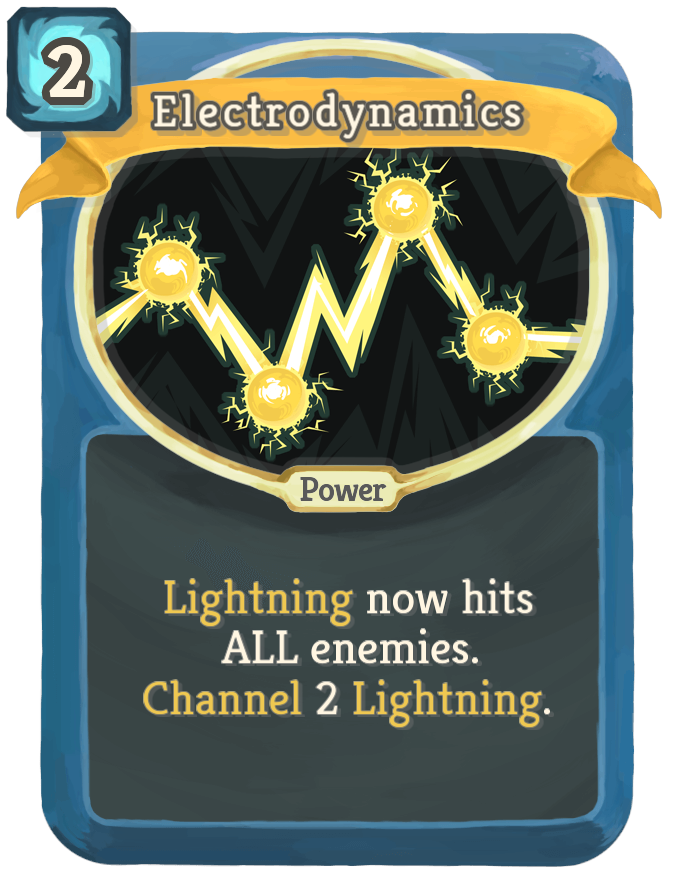 2
Electrodynamics
Power
Lightning now hits
ALL enemies.
Channel 2 Lightning.